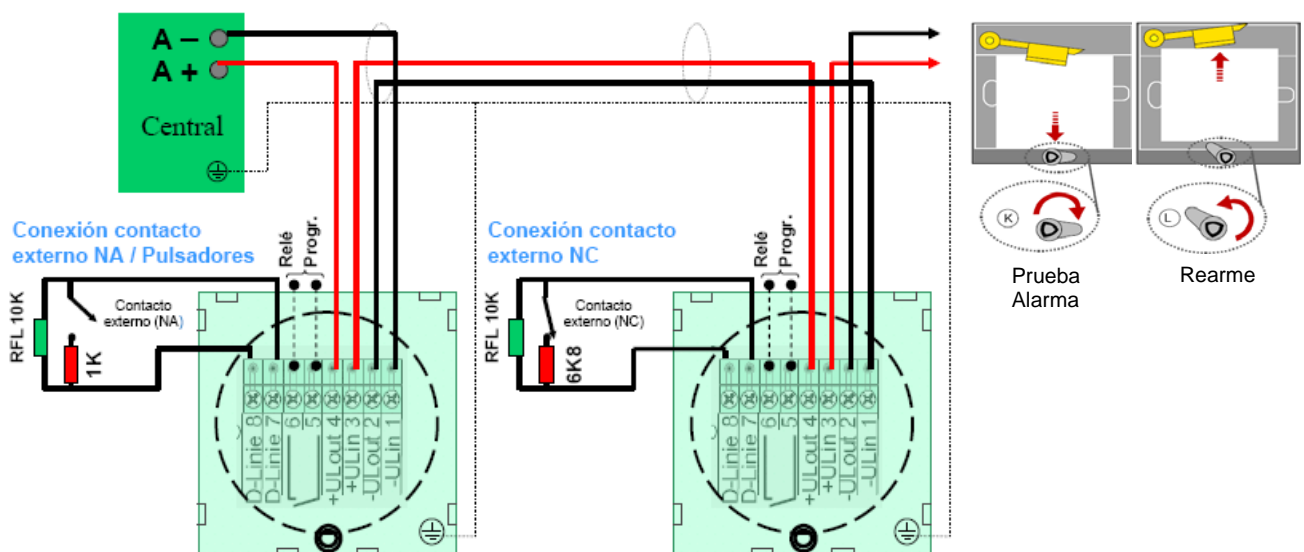 A –
A +
Central
Conexión contacto
externo NA / Pulsadores
Relé
Progr.
Contacto
externo (NA)
RFL 10K
1K
D-Linie 8
D-Linie 7
6
5
+ULout 4
+ULin 3
-ULout 2
-ULin 1
Conexión contacto
externo NC
Relé
Progr.
Contacto
externo (NC)
RFL 10K
6K8
D-Linie 8
D-Linie 7
6
5
+ULout 4
+ULin 3
-ULout 2
-ULin 1
K
Prueba
Alarma
L
Rearme